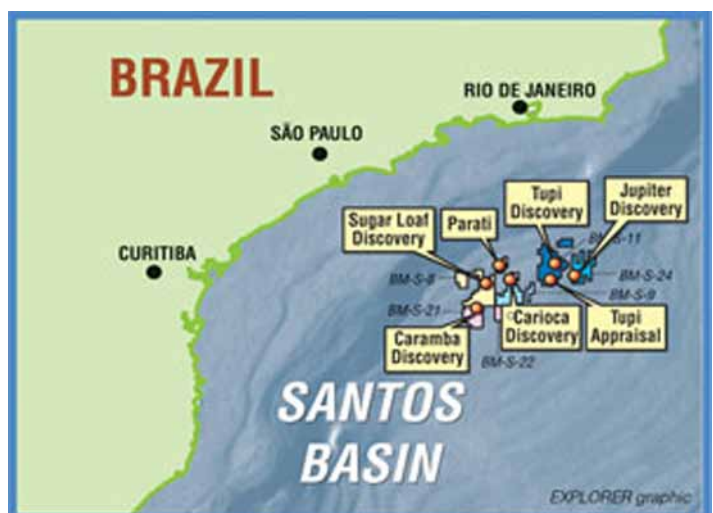 BRAZIL
RIO DE JANEIRO
SÃO PAULO
CURITIBA
Sugar Loaf
Discovery
Parati
Tupi
Discovery
Jupiter
Discovery
BM-S-11
BM-S-8
BM-S-24
BM-S-9
BM-S-21
Caramba
Discovery
Carioca
Discovery
Tupi
Appraisal
BM-S-22
SANTOS
BASIN
EXPLORER graphic